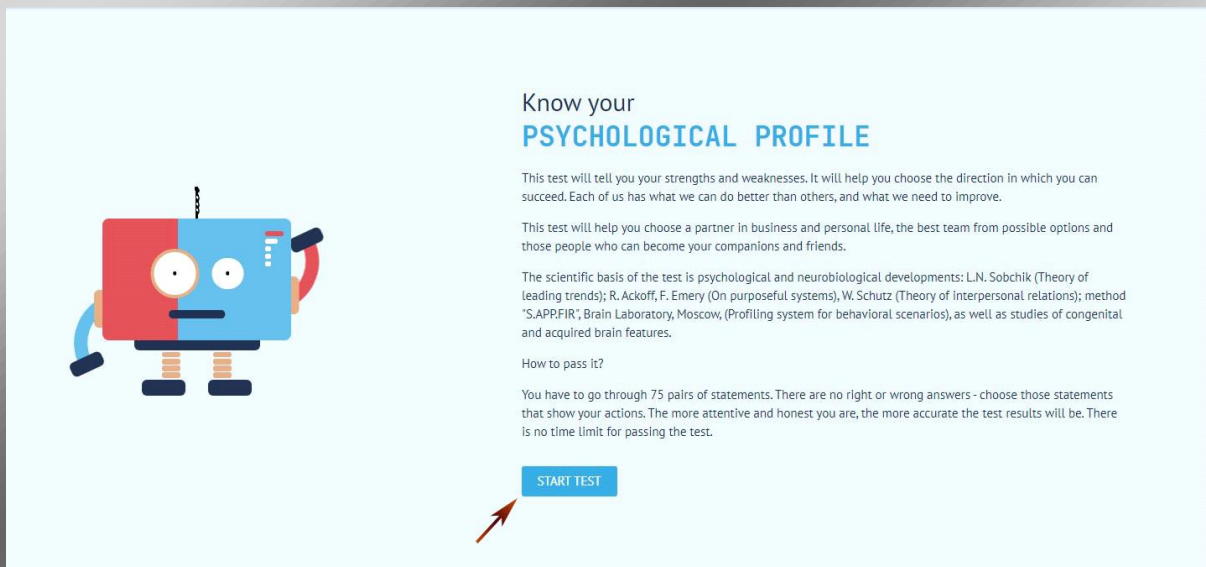 Know your
PSYCHOLOGICAL PROFILE
This test will tell you your strengths and weaknesses. It will help you choose the direction in which you can
succeed. Each of us has what we can do better than others, and what we need to improve.
This test will help you choose a partner in business and personal life, the best team from possible options and
those people who can become your companions and friends.
The scientific basis of the test is psychological and neurobiological developments: L.N. Sobchik (Theory of
leading trends); R. Ackoff, F. Emery (On purposeful systems), W. Schutz (Theory of interpersonal relations); method
"S.APP.FIR", Brain Laboratory, Moscow, (Profiling system for behavioral scenarios), as well as studies of congenital
and acquired brain features.
How to pass it?
You have to go through 75 pairs of statements. There are no right or wrong answers - choose those statements
that show your actions. The more attentive and honest you are, the more accurate the test results will be. There
is no time limit for passing the test.
START TEST